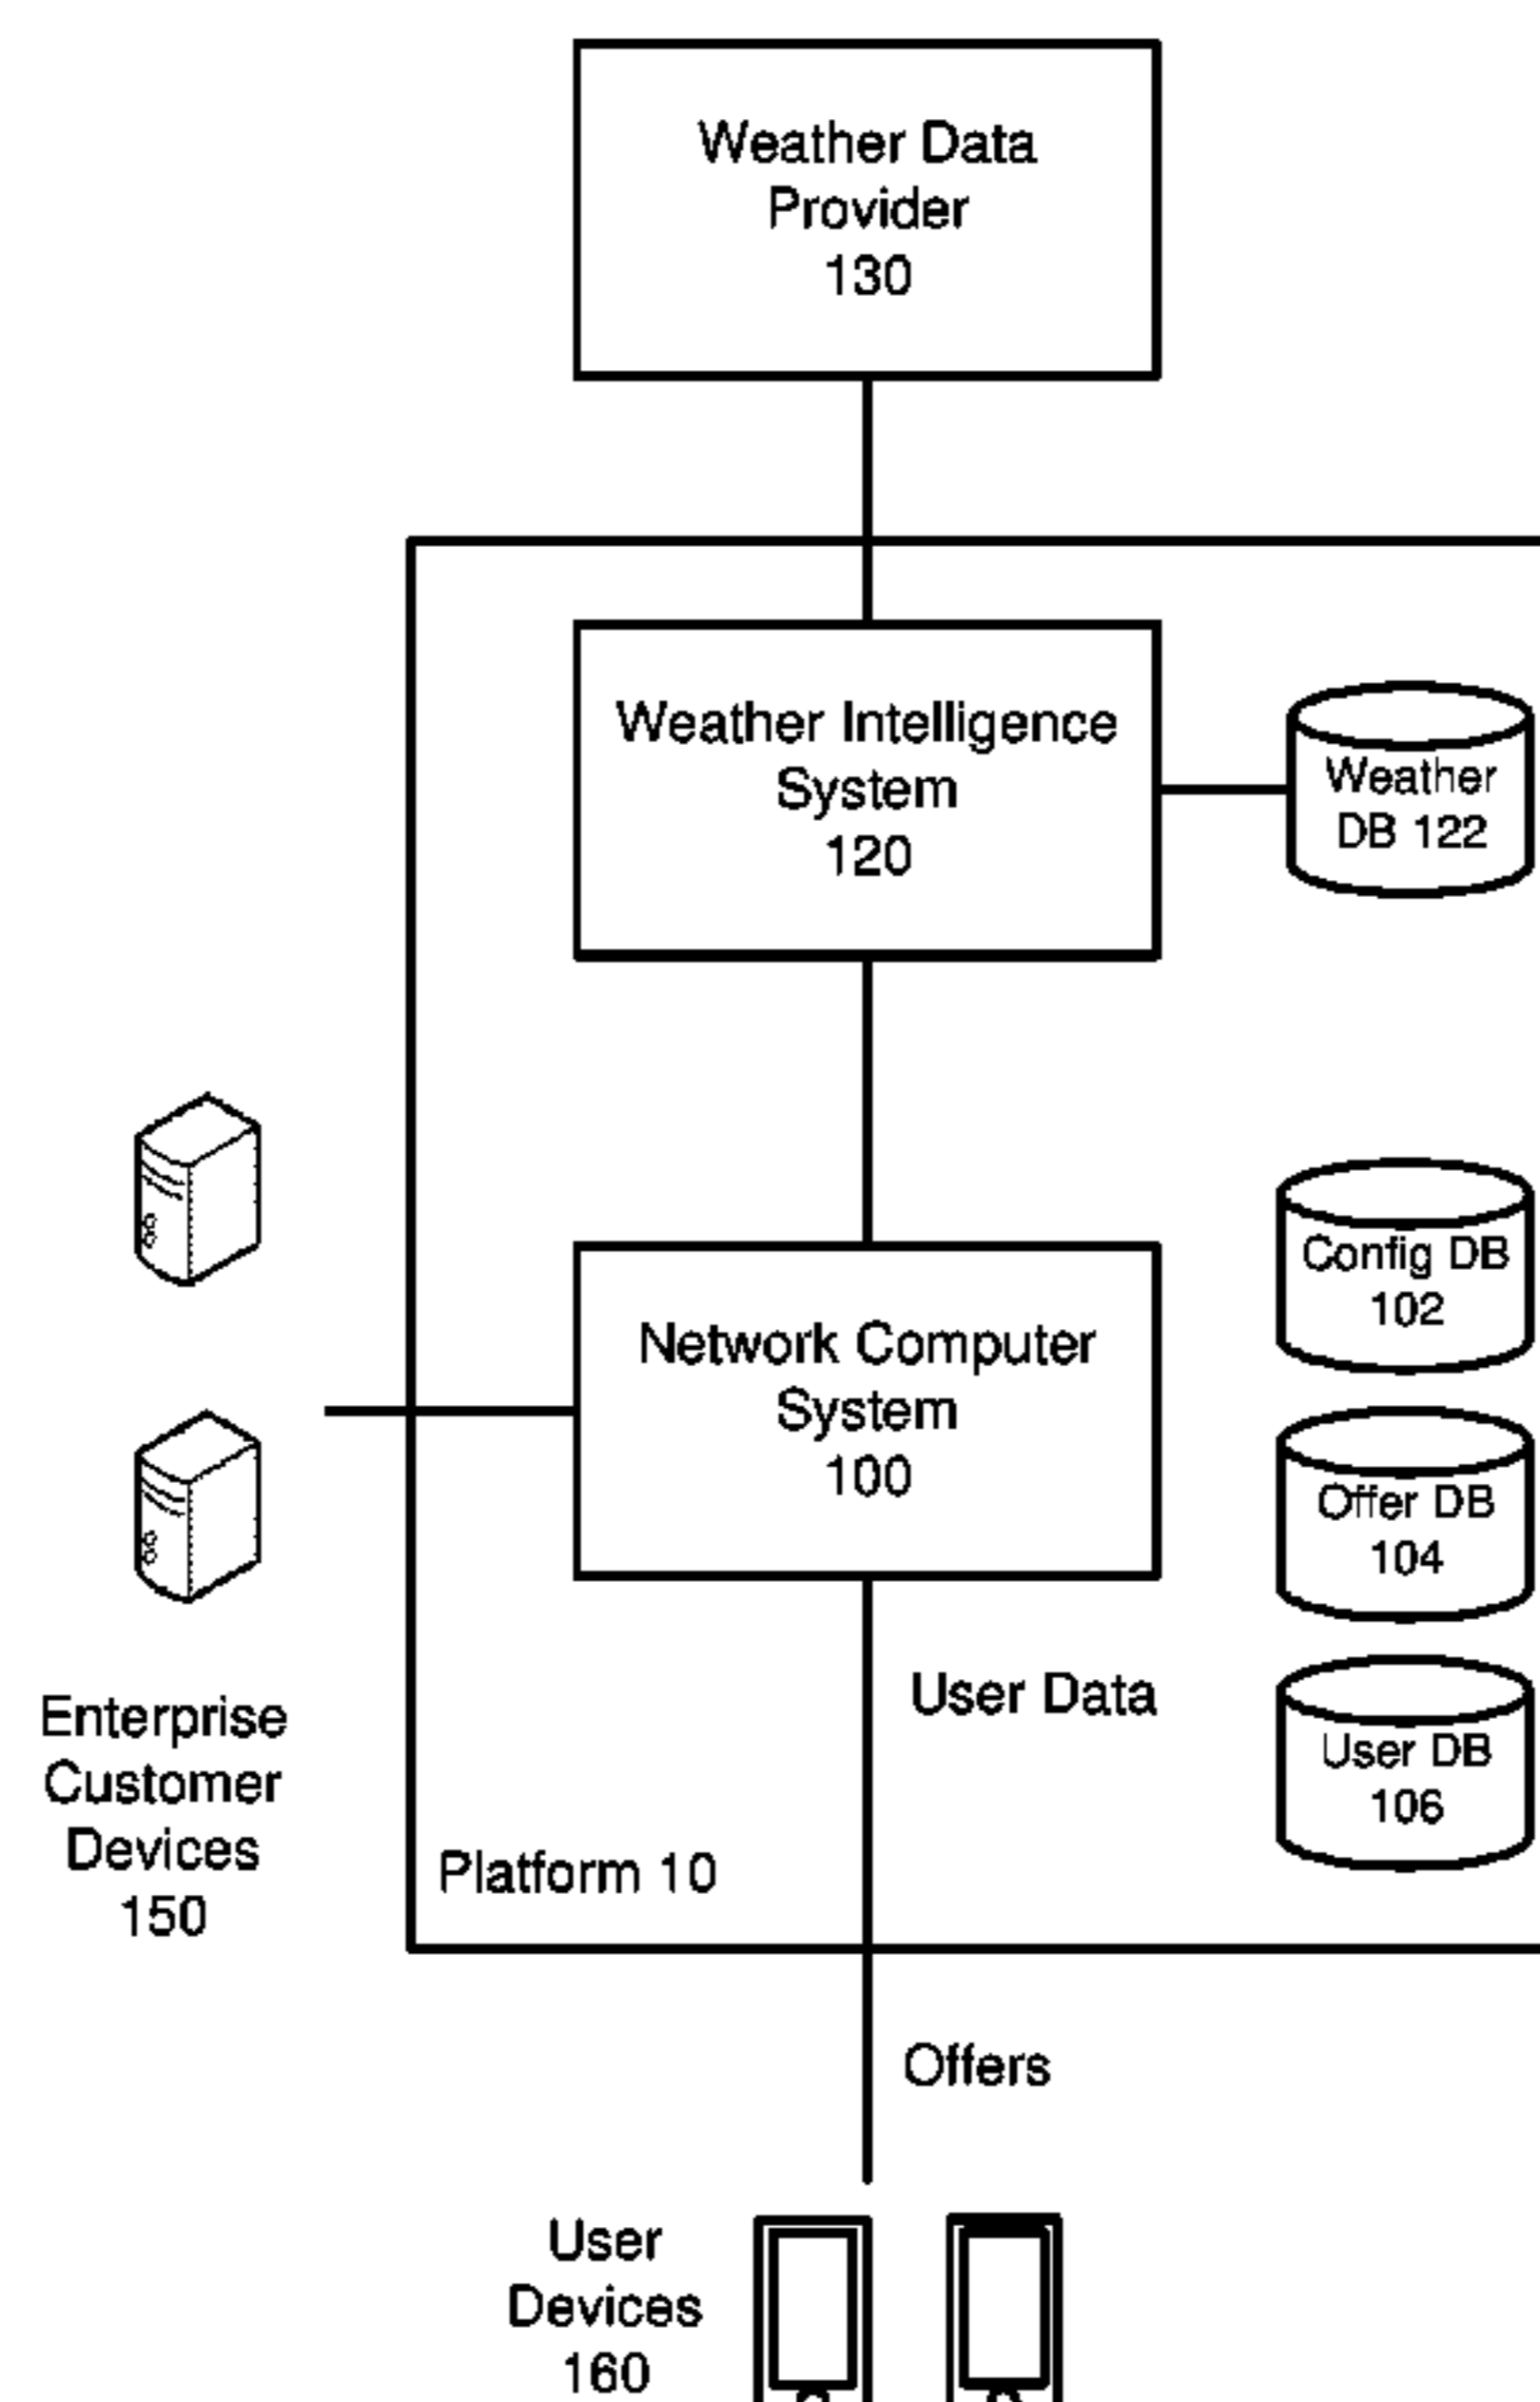 Weather Data
Provider
130
Weather Intelligence
System
120
Weather
DB 122
Config DB
102
Network Computer
System
100
Offer DB
104
User Data
User DB
106
Enterprise
Customer
Devices
150
Platform 10
Offers
User
Devices
160